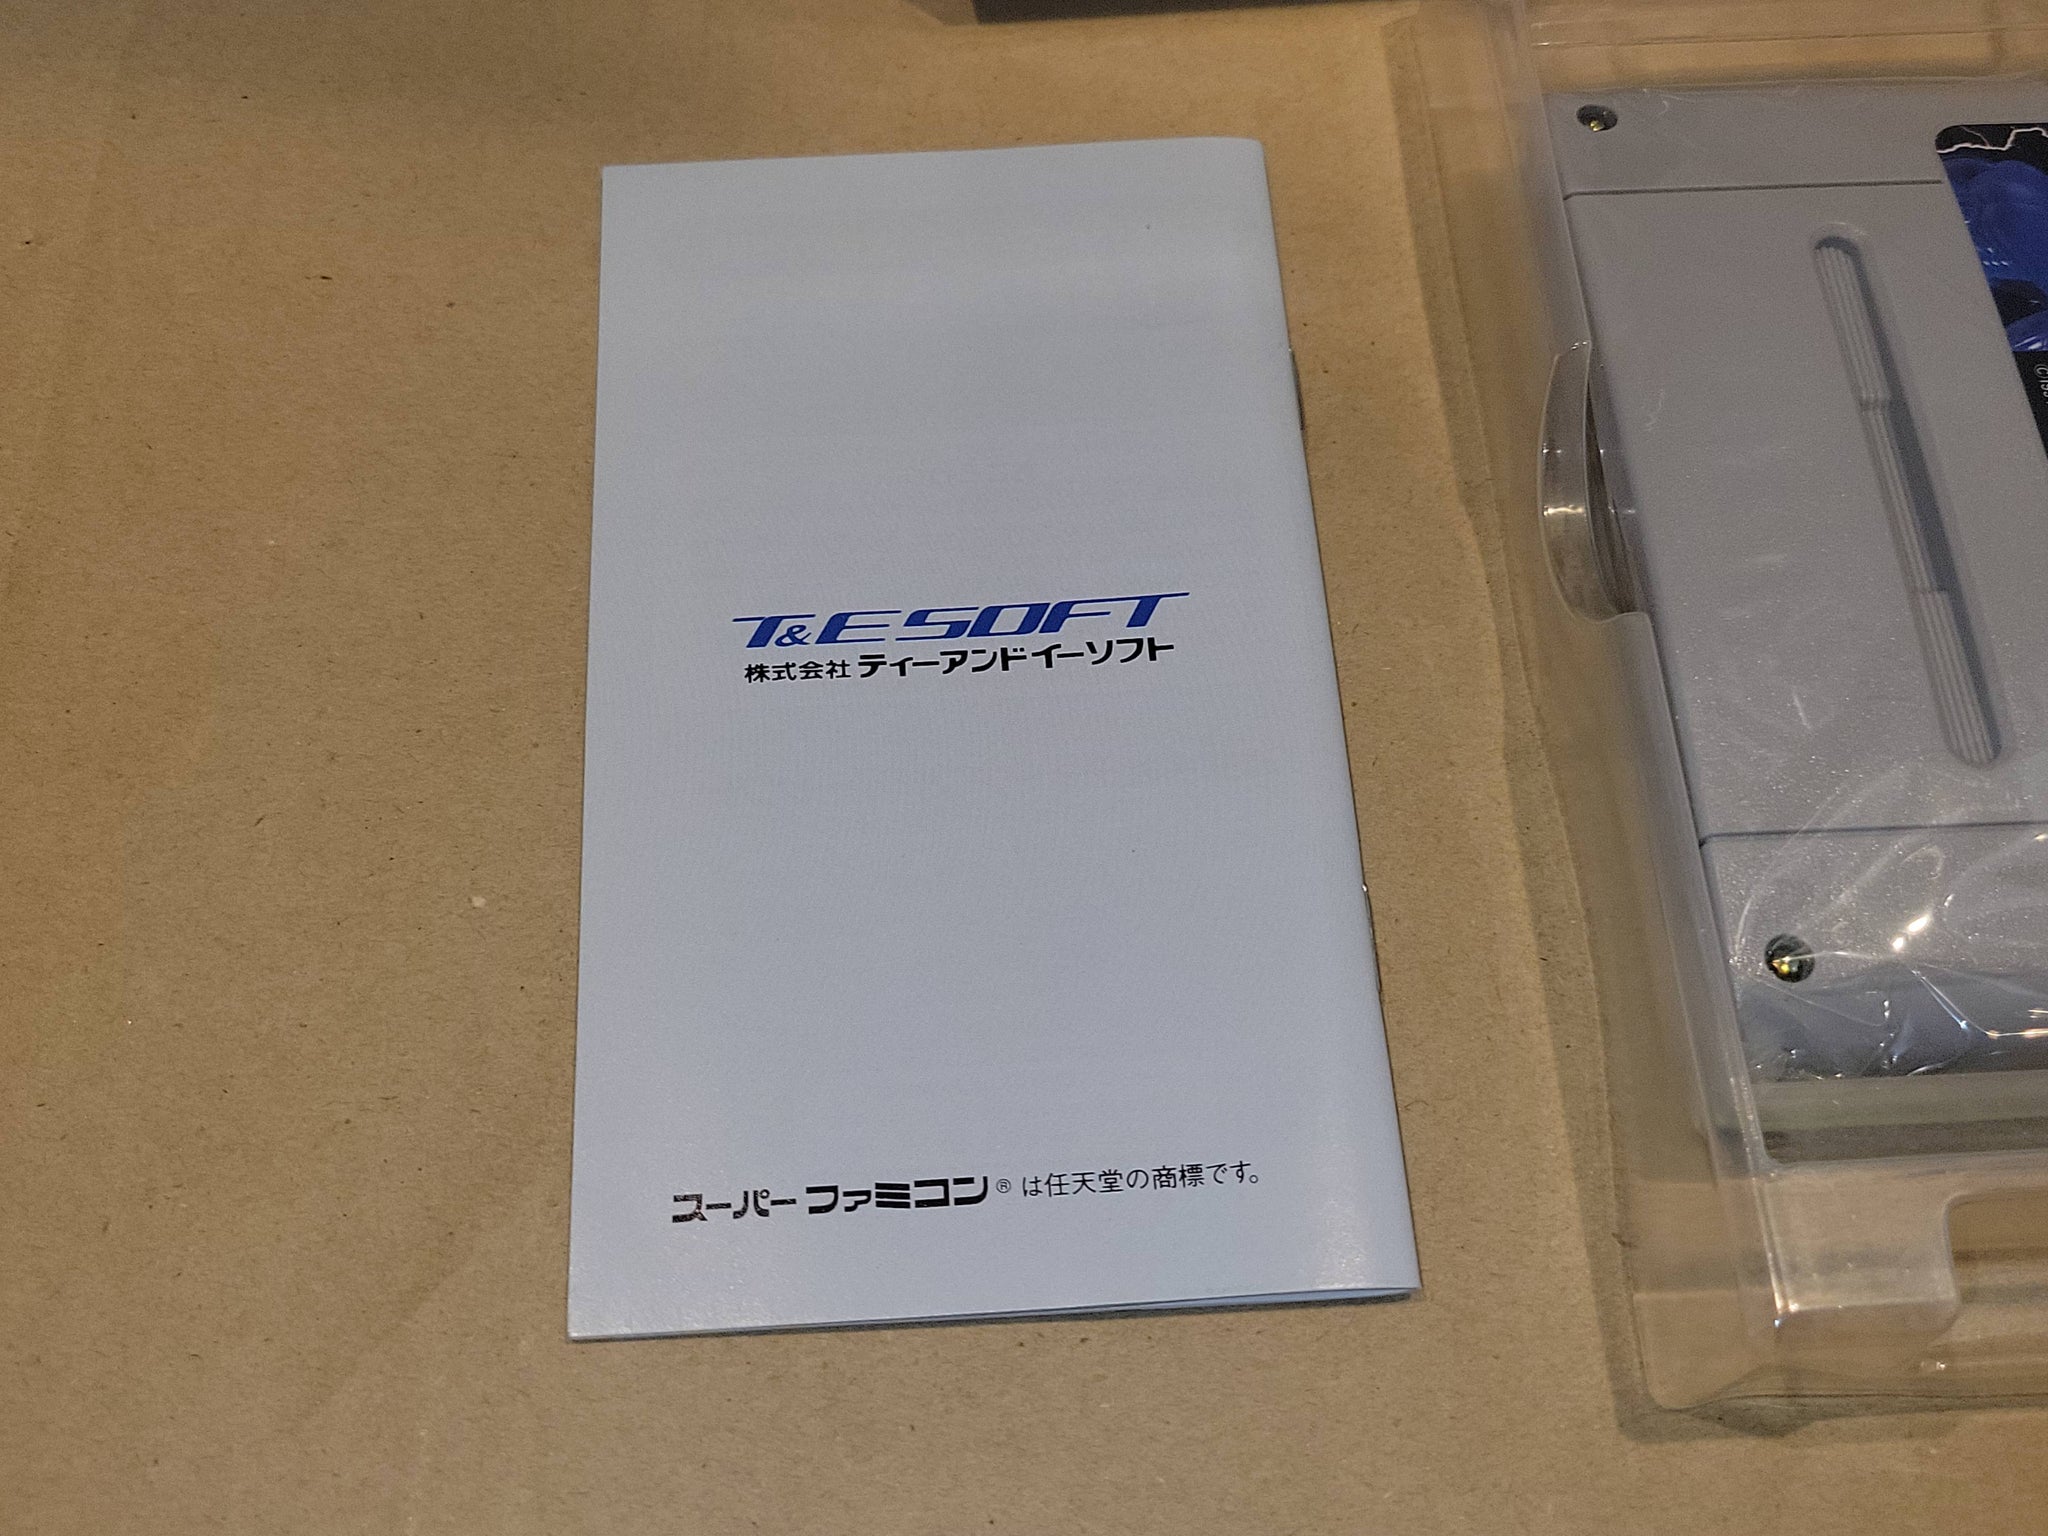 T&E SOFT
株式会社 ティーアンドイーソフト
スーパーファミコン® は任天堂の商標です。